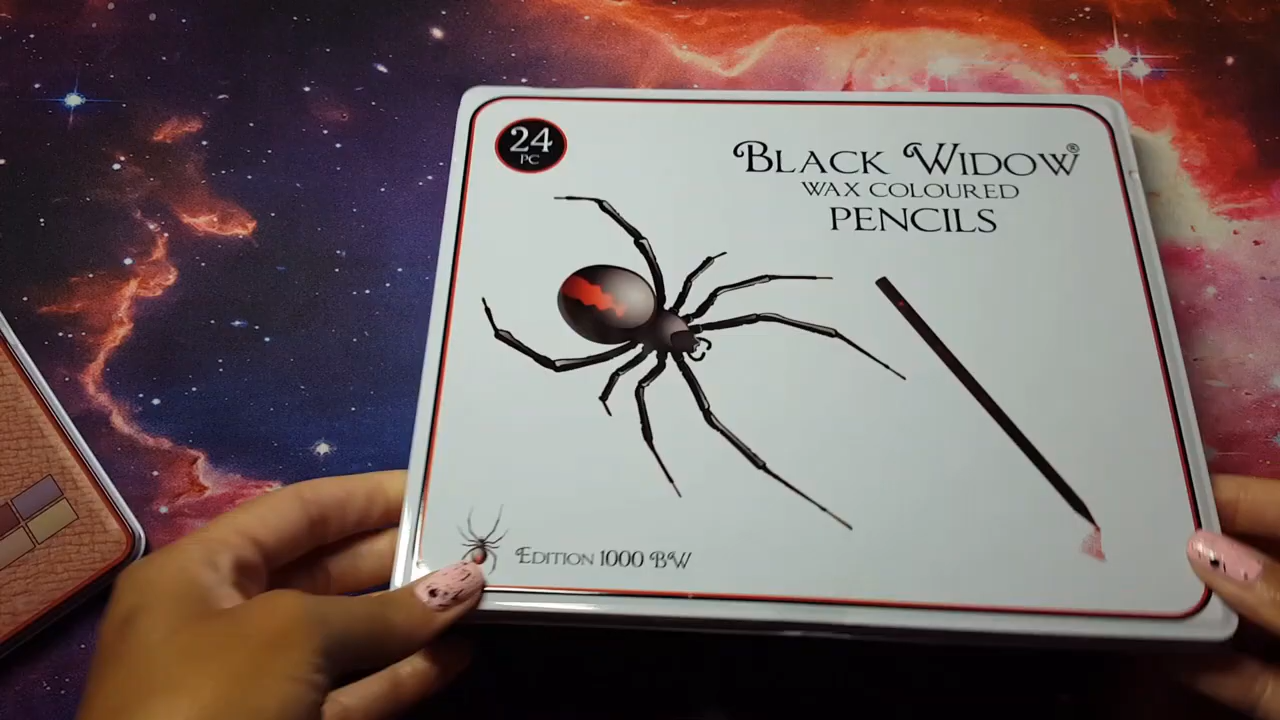 24
PC
BLACK WIDOW®
WAX COLOURED
PENCILS
EDITION 1000 BW